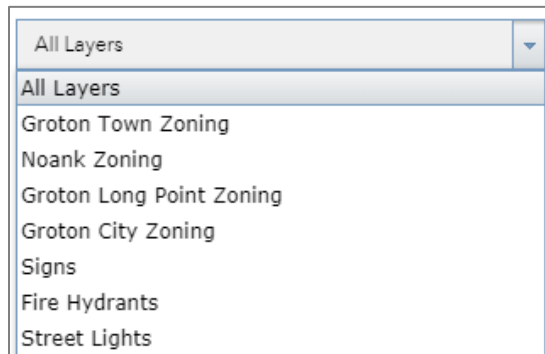 All Layers
All Layers
Groton Town Zoning
Noank Zoning
Groton Long Point Zoning
Groton City Zoning
Signs
Fire Hydrants
Street Lights